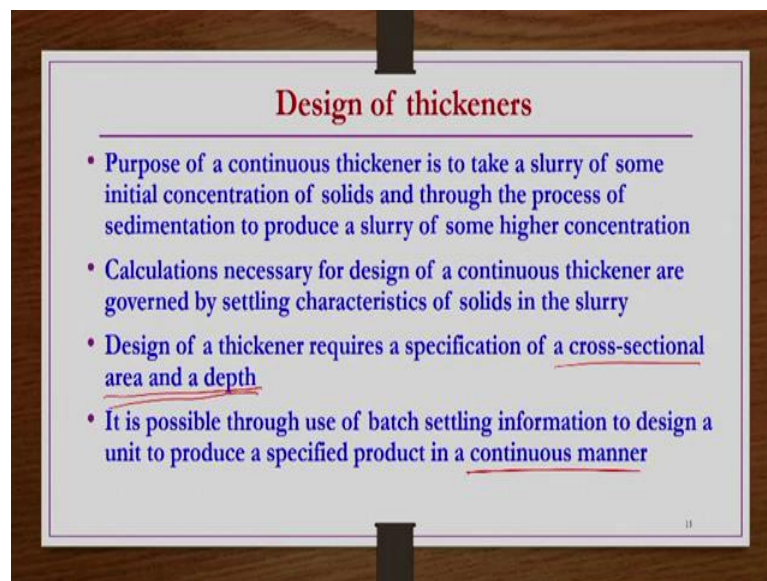 Design of thickeners
• Purpose of a continuous thickener is to take a slurry of some
initial concentration of solids and through the process of
sedimentation to produce a slurry of some higher concentration
• Calculations necessary for design of a continuous thickener are
governed by settling characteristics of solids in the slurry
• Design of a thickener requires a specification of a cross-sectional
area and a depth
• It is possible through use of batch settling information to design a
unit to produce a specified product in a continuous manner